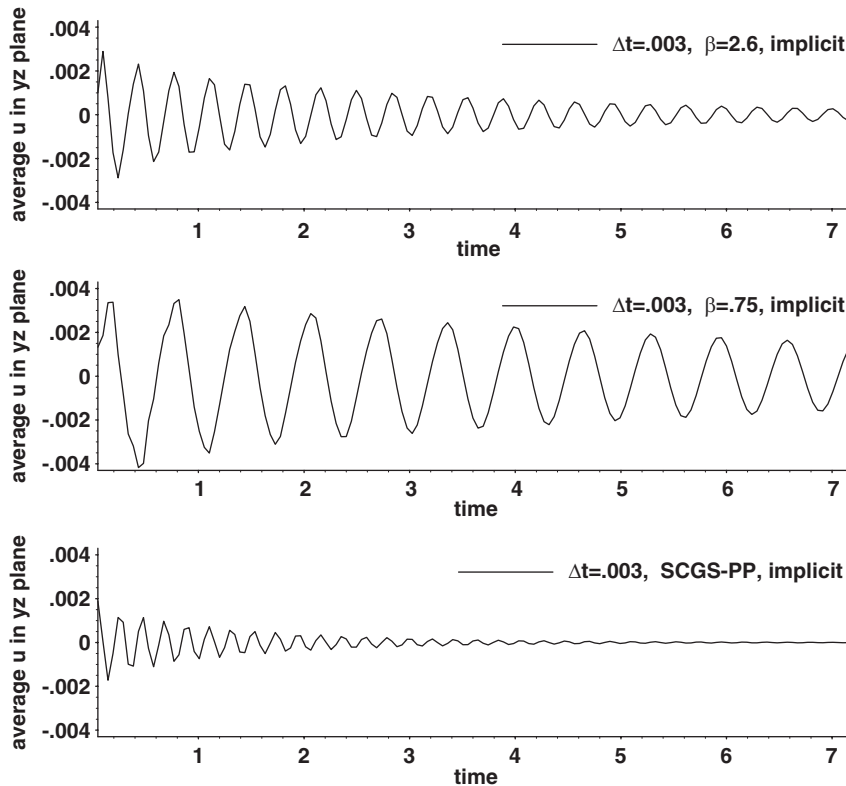 .004
.002
0
-.002
-.004
average u in yz plane
Δt=.003, β=2.6, implicit
1 2 3 4 5 6 7
time
.004
.002
0
-.002
-.004
average u in yz plane
Δt=.003, β=.75, implicit
1 2 3 4 5 6 7
time
.004
.002
0
-.002
-.004
average u in yz plane
Δt=.003, SCGS-PP, implicit
1 2 3 4 5 6 7
time